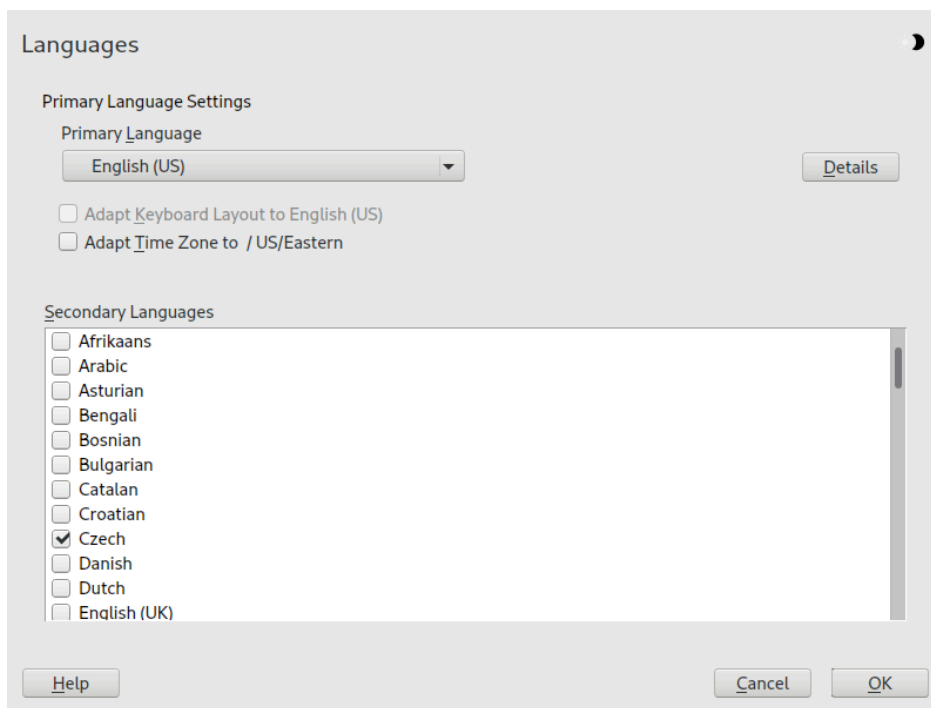 Languages
Primary Language Settings
Primary Language
English (US)
Details
Adapt Keyboard Layout to English (US)
Adapt Time Zone to / US/Eastern
Secondary Languages
Afrikaans
Arabic
Asturian
Bengali
Bosnian
Bulgarian
Catalan
Croatian
Czech
Danish
Dutch
English (UK)
Help
Cancel
OK